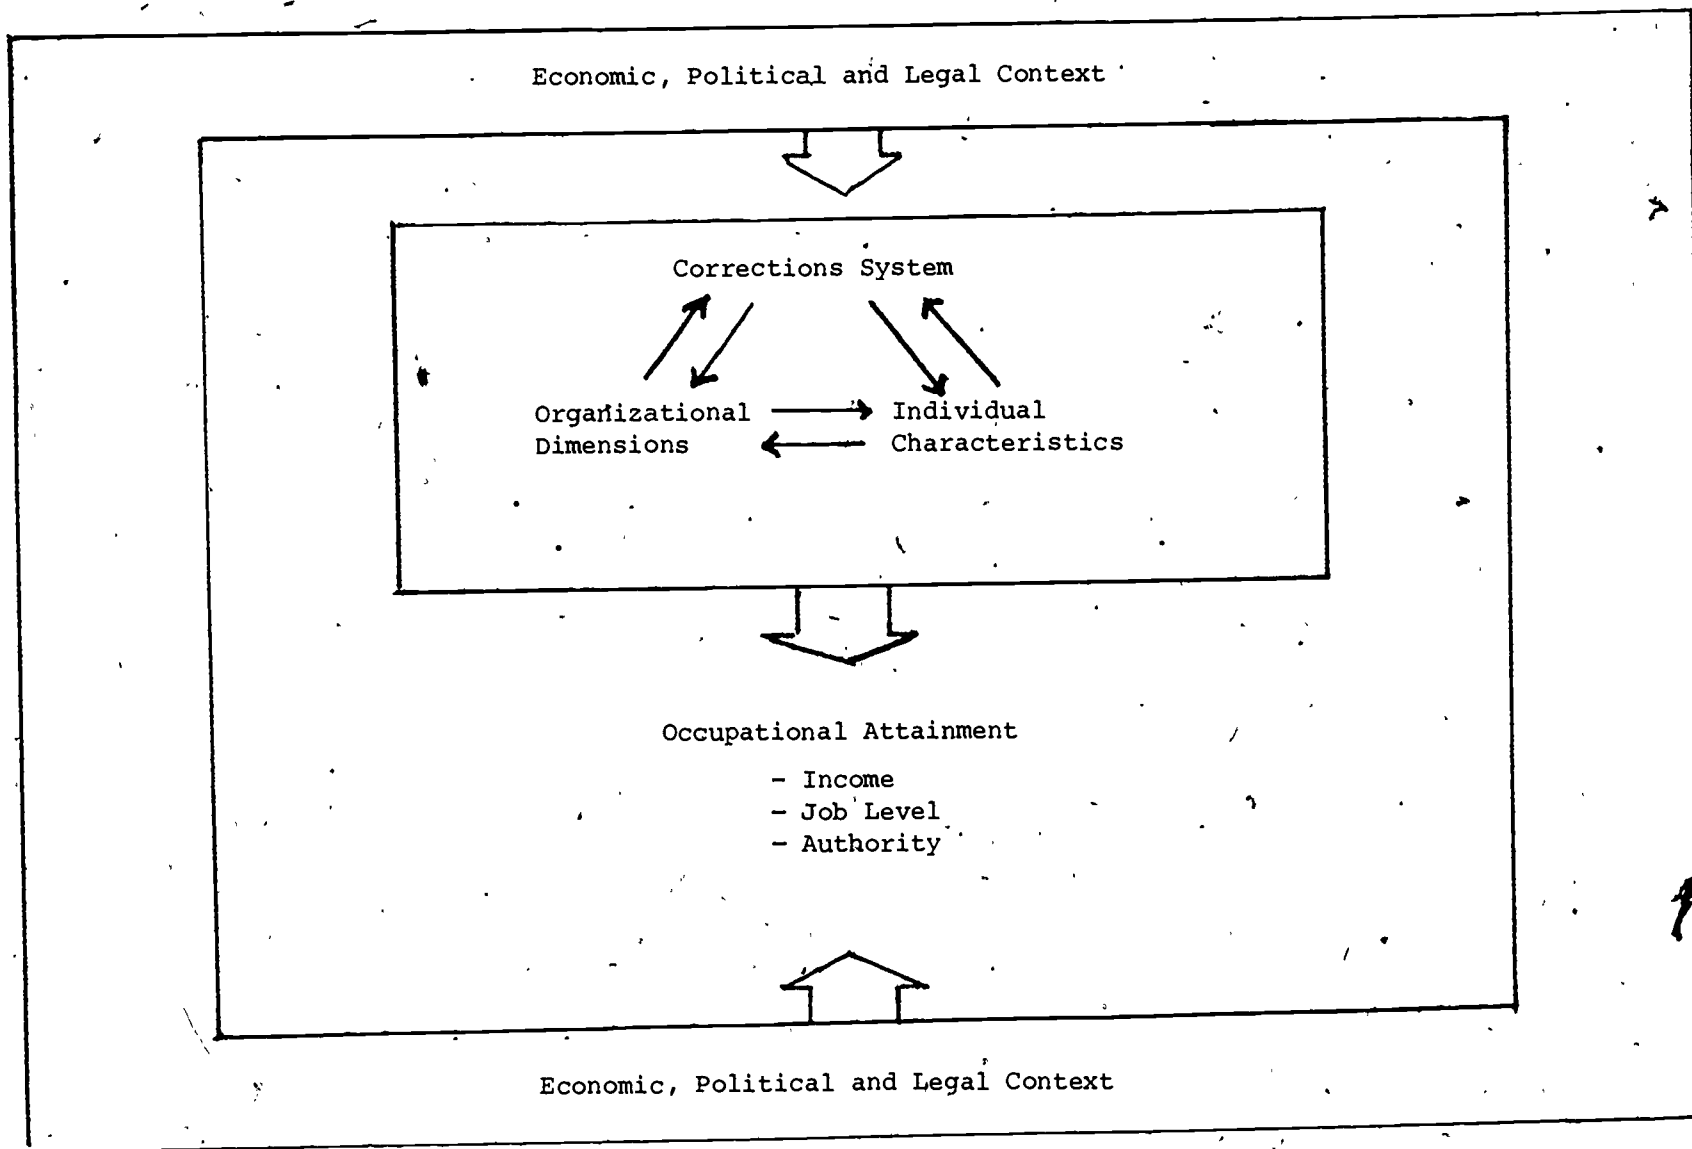 Economic, Political and Legal Context
Corrections System
Organizational
Dimensions
Individual
Characteristics
Occupational Attainment
- Income
- Job Level
- Authority
Economic, Political and Legal Context